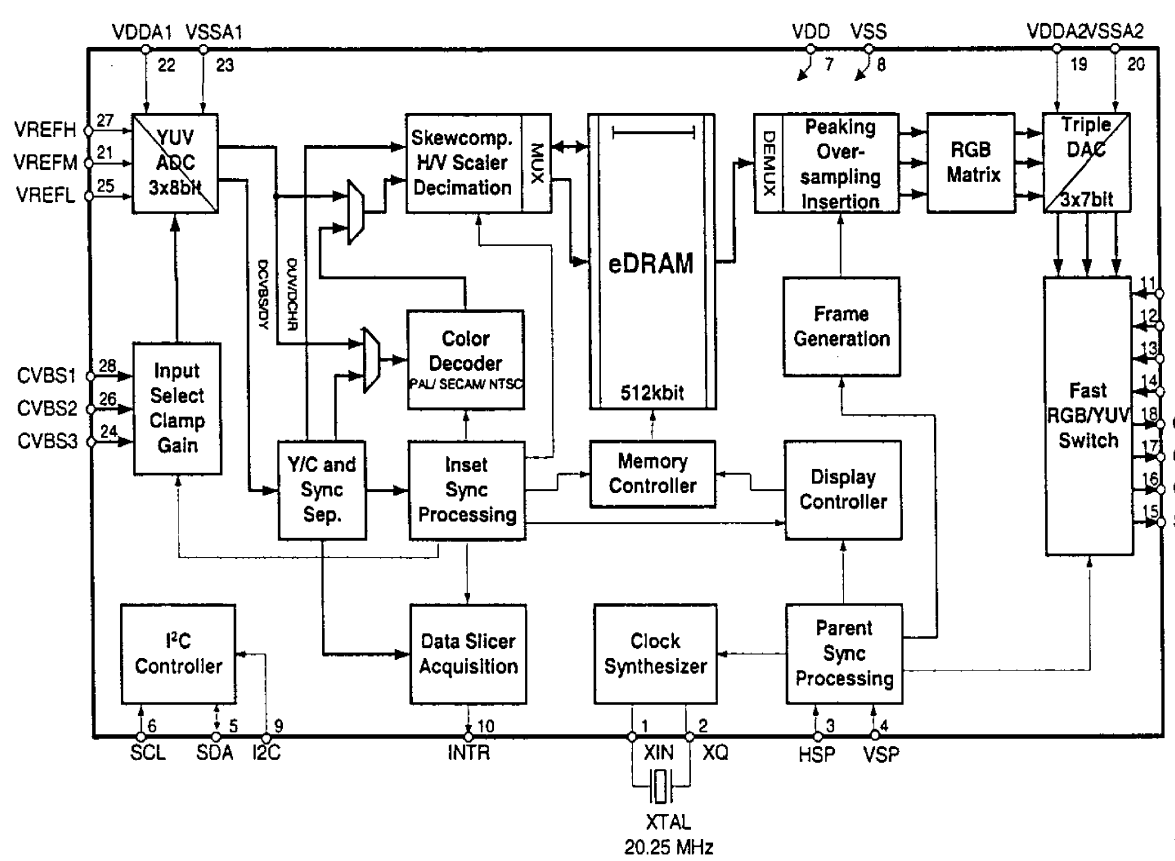 VDDA1 VSSA1 VDD VSS VDDA2 VSSA2
22 23 7 8 19 20
VREFH 27
VREFM 21
VREFL 25
YUV
ADC
3x8bit
Skewcomp.
H/V Scaler
Decimation
MUX
eDRAM
512kbit
DEMUX
Peaking
Over-
sampling
Insertion
RGB
Matrix
Triple
DAC
3x7bit
DCVBS/DY
DUV/DCHR
CVBS1 28
CVBS2 26
CVBS3 24
Input
Select
Clamp
Gain
Color
Decoder
PAL/ SECAM/ NTSC
Frame
Generation
Fast
RGB/YUV
Switch
11
12
13
14
18
17
16
15
Y/C and
Sync
Sep.
Inset
Sync
Processing
Memory
Controller
Display
Controller
I²C
Controller
Data Slicer
Acquisition
Clock
Synthesizer
Parent
Sync
Processing
6 5 9 10 1 2 3 4
SCL SDA I2C INTR XIN XQ HSP VSP
XTAL
20.25 MHz